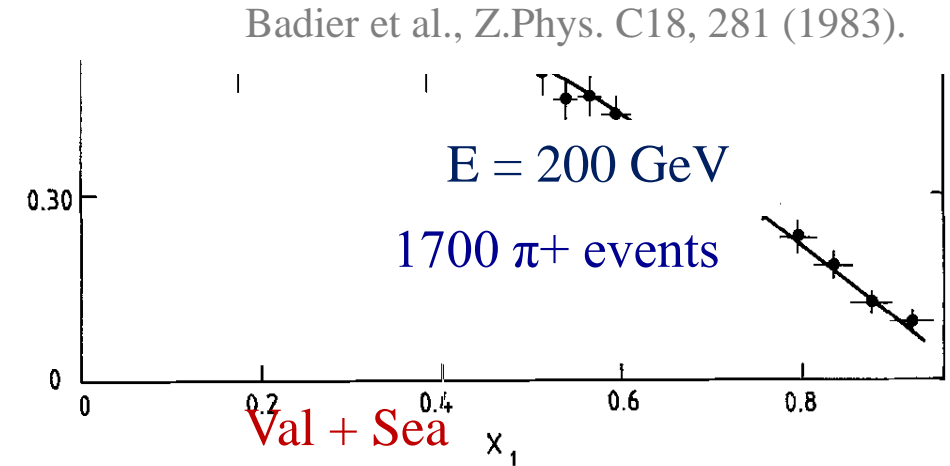 Badier et al., Z.Phys. C18, 281 (1983).
E = 200 GeV
0.30
1700 π+ events
0
0 0.2 0.4 0.6 0.8
Val + Sea
X₁